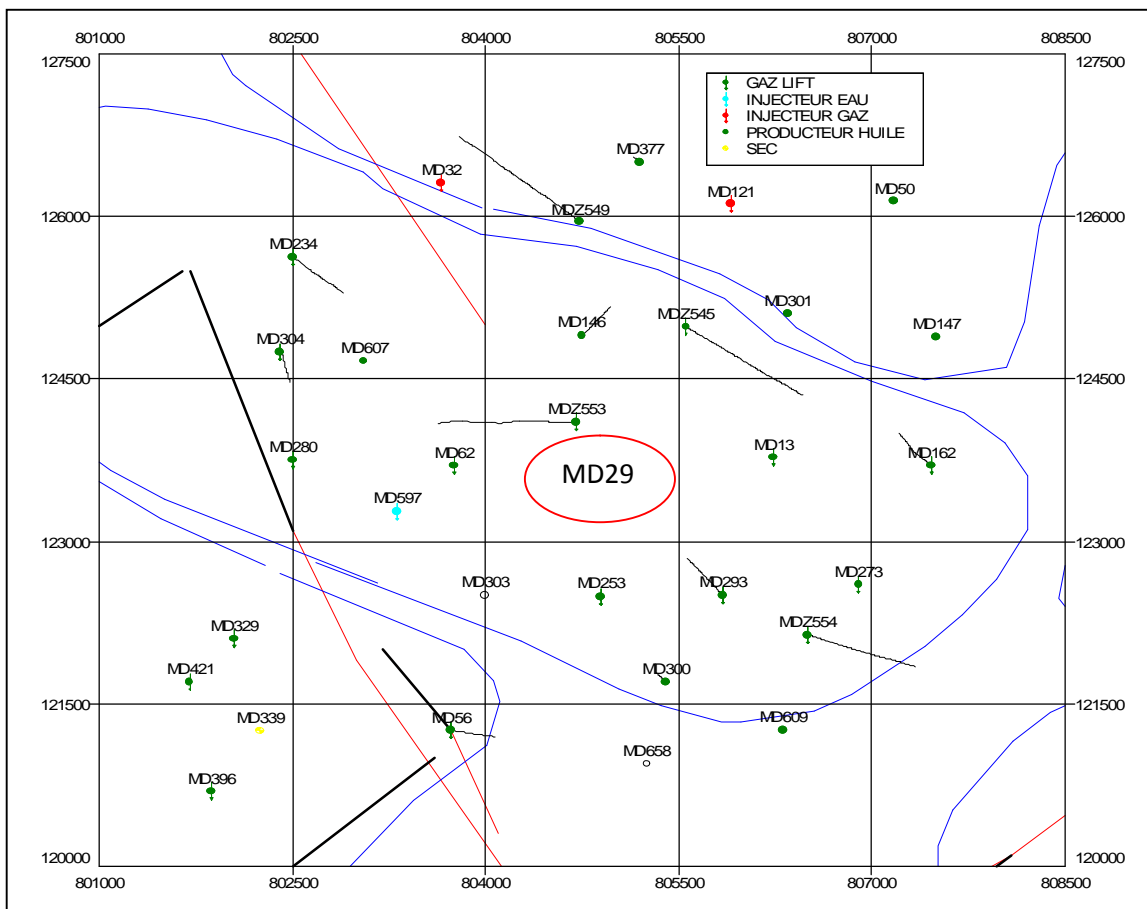 801000 802500 804000 805500 807000 808500
127500 127500
GAZ LIFT
INJECTEUR EAU
INJECTEUR GAZ
PRODUCTEUR HUILE
SEC
MD377
MD32
MD121
MD50
MDZ549
126000 126000
MD234
MD301
MDZ545
MD146
MD147
MD304
MD607
124500 124500
MDZ553
MD280
MD62
MD13
MD162
MD29
MD597
123000 123000
MD303
MD253
MD293
MD273
MDZ554
MD329
MD421
MD300
121500 121500
MD339
MD56
MD609
MD658
MD396
120000 120000
801000 802500 804000 805500 807000 808500